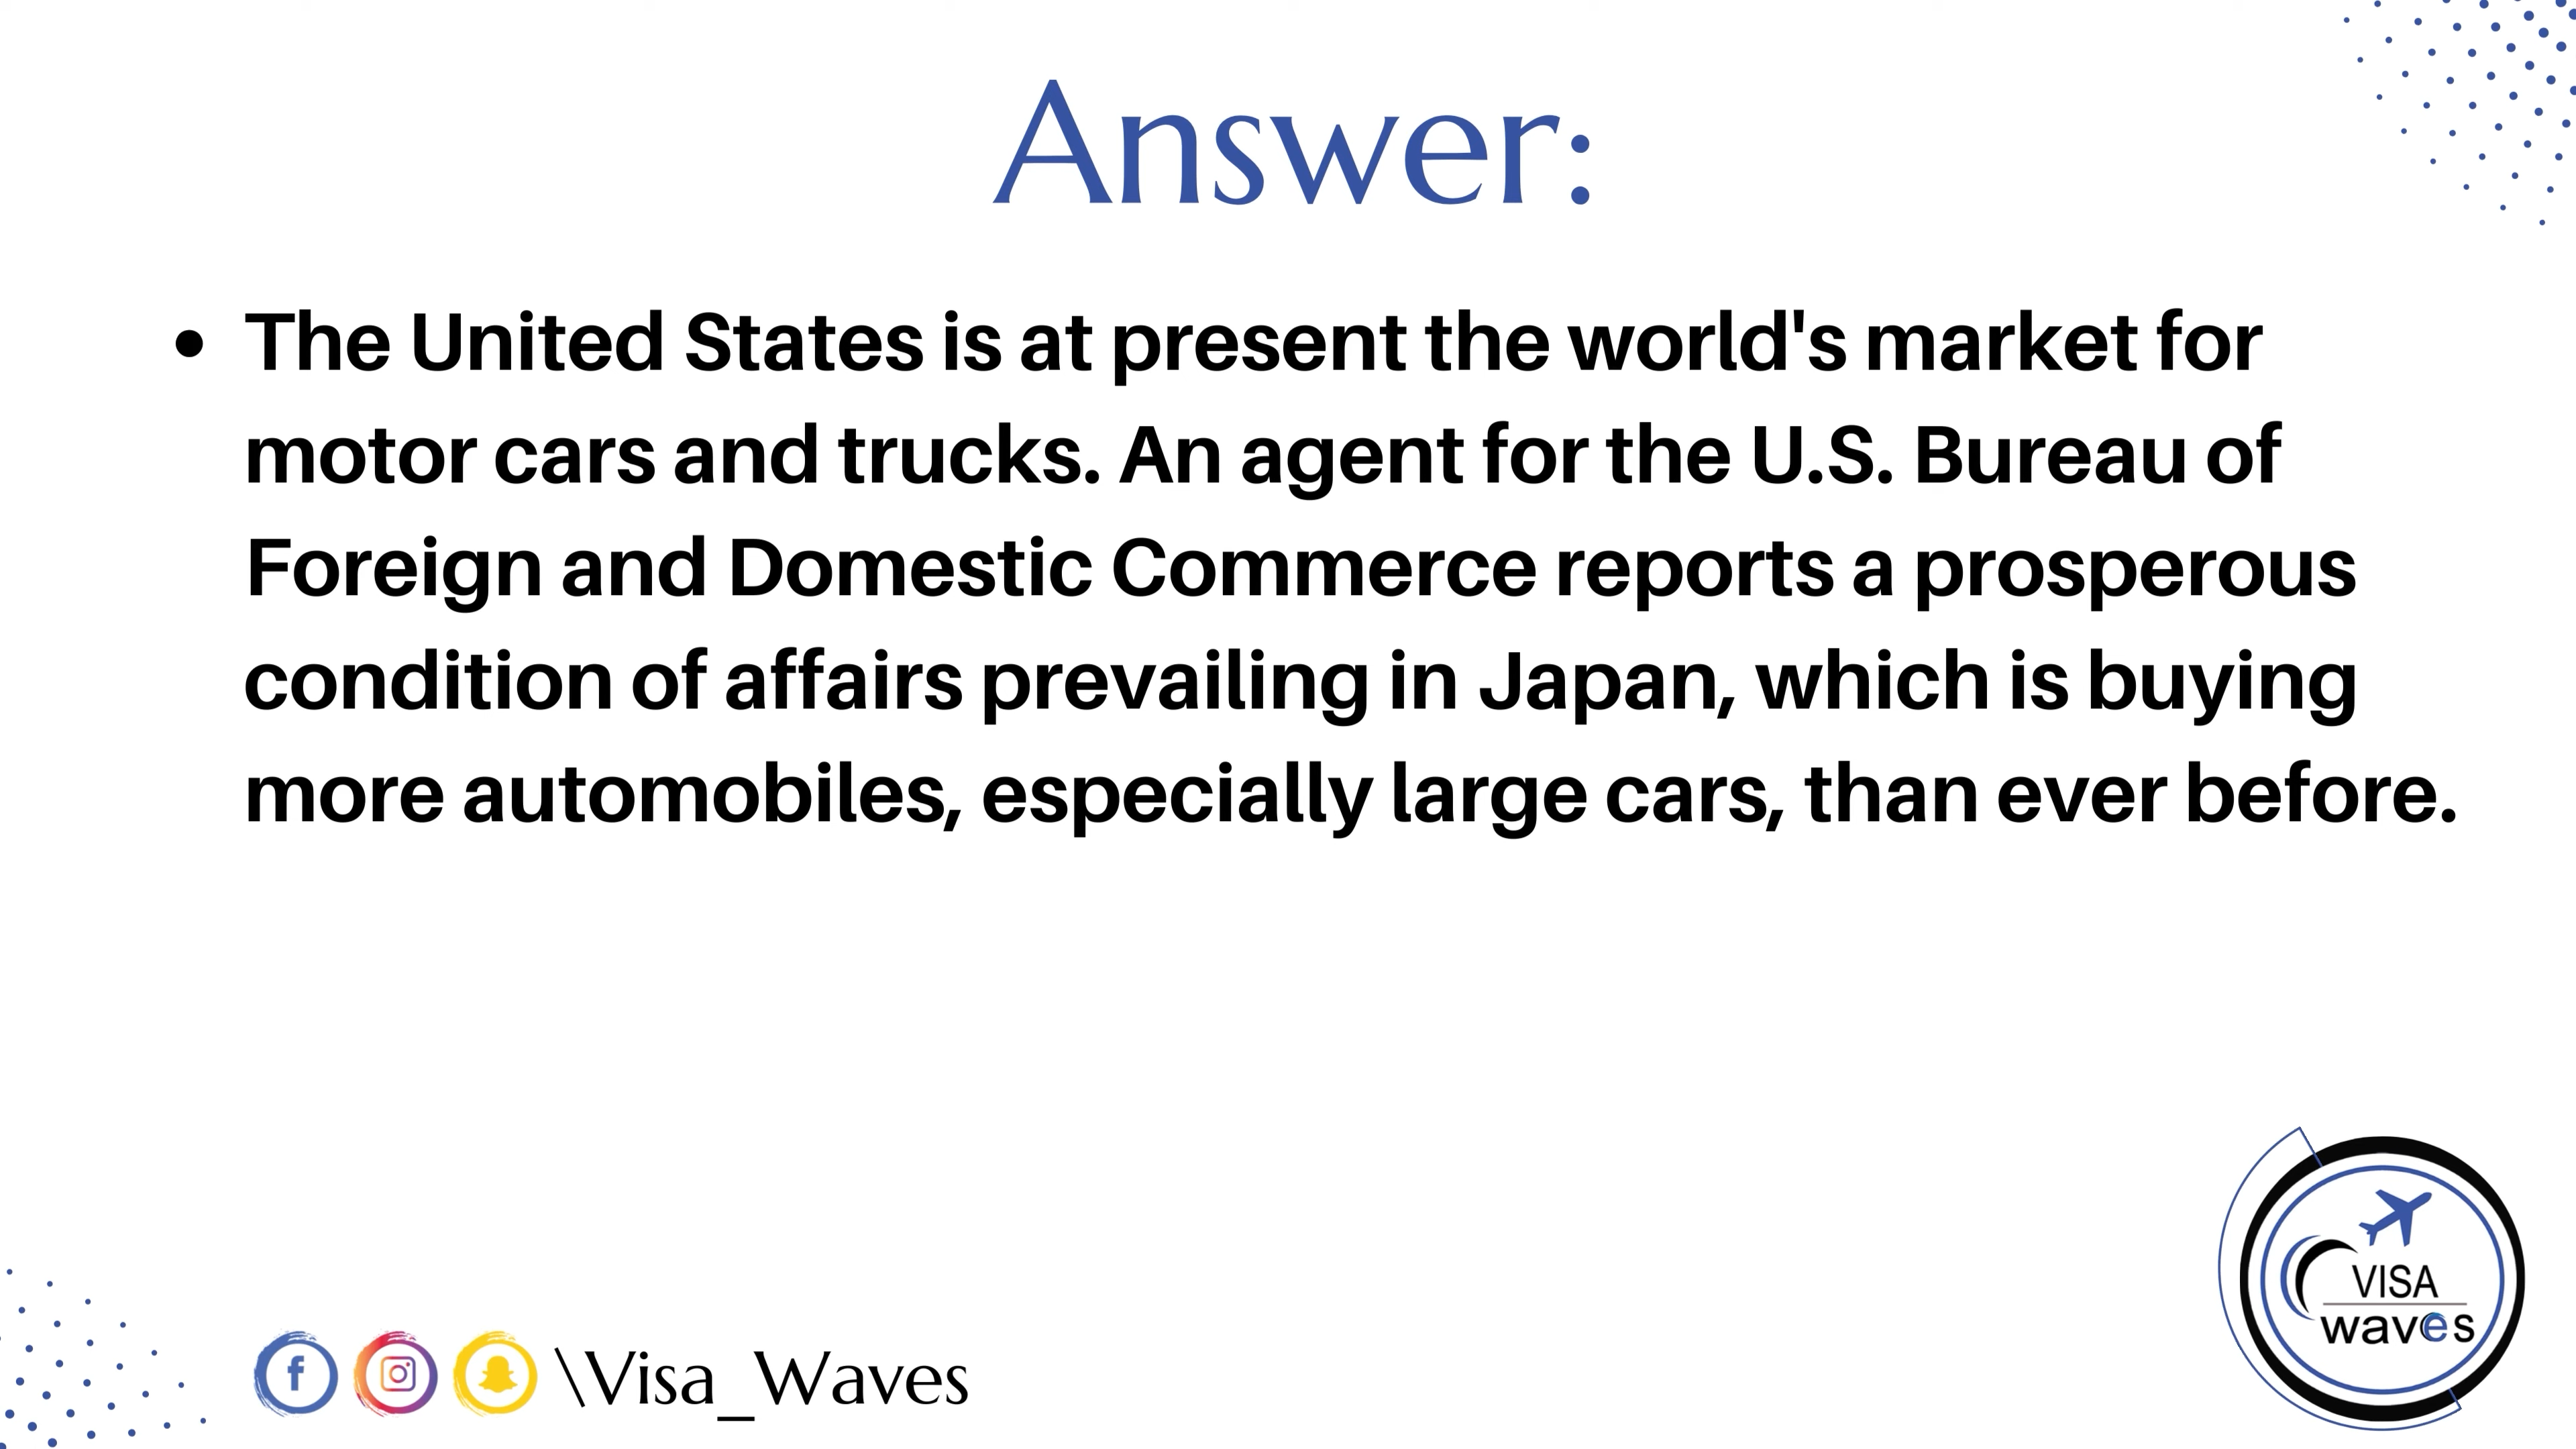 Answer:
• The United States is at present the world's market for
motor cars and trucks. An agent for the U.S. Bureau of
Foreign and Domestic Commerce reports a prosperous
condition of affairs prevailing in Japan, which is buying
more automobiles, especially large cars, than ever before.
VISA
waves
\Visa_Waves